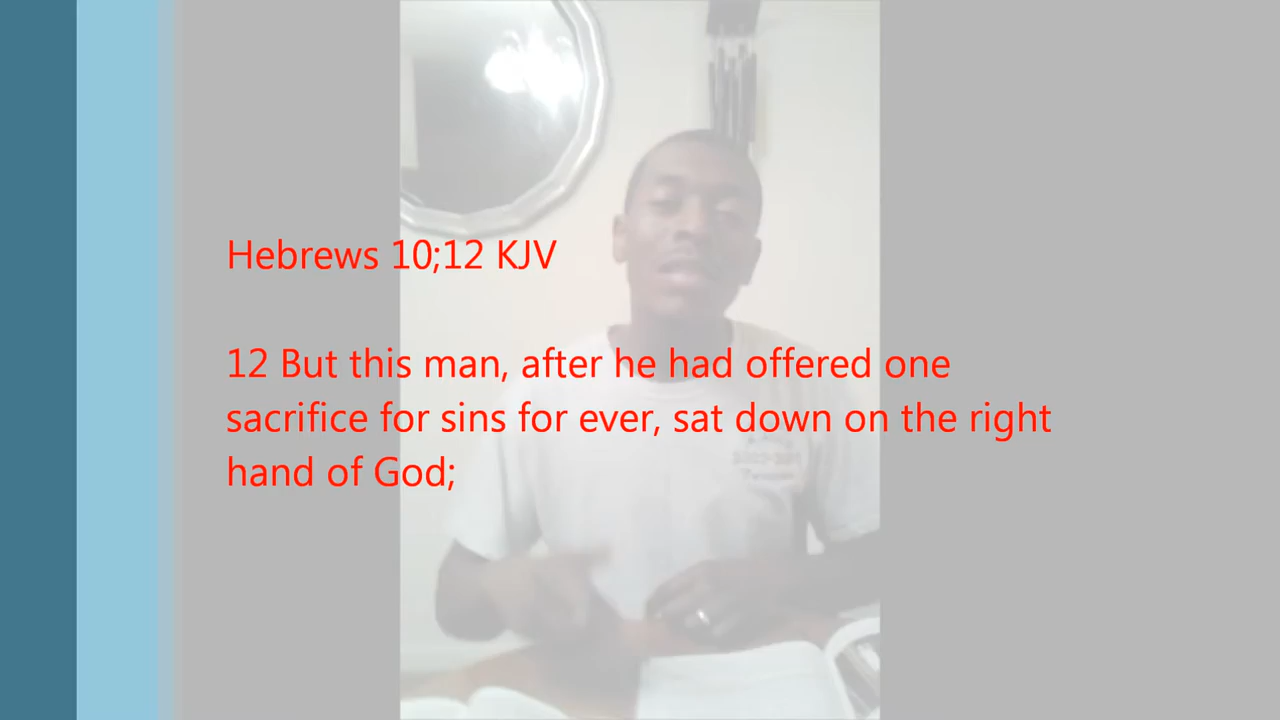 Hebrews 10;12 KJV
12 But this man, after he had offered one
sacrifice for sins for ever, sat down on the right
hand of God;